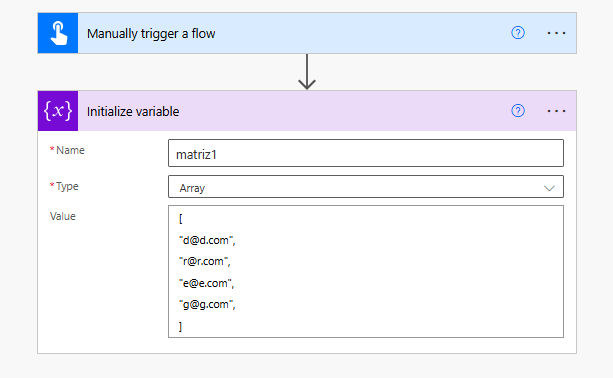 Manually trigger a flow
{x} Initialize variable
* Name
matriz1
* Type
Array
Value
[
"d@d.com",
"r@r.com",
"e@e.com",
"g@g.com",
]